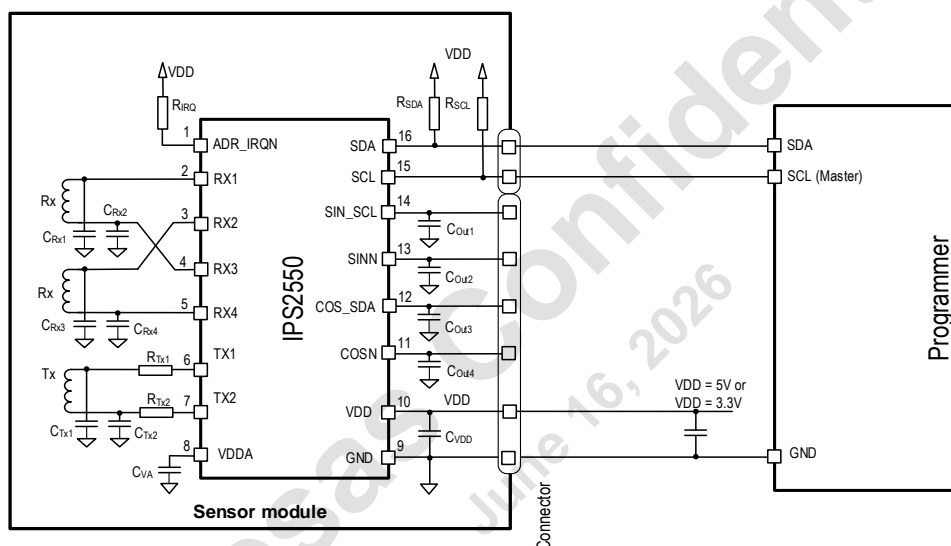 VDD
VDD
RIRQ
RSDA
RSCL
1
ADR_IRQN
SDA
16
SDA
2
RX1
SCL
15
SCL (Master)
Rx
CRx1
CRx2
3
RX2
SIN_SCL
14
COut1
4
RX3
SINN
13
COut2
Rx
CRx3
CRx4
5
RX4
COS_SDA
12
COut3
IPS2550
TX1
6
RTx1
COSN
11
COut4
Tx
CTx1
CTx2
TX2
7
RTx2
VDD
10
VDD
CVDD
VDD = 5V or
VDD = 3.3V
8
VDDA
CVA
GND
9
GND
Sensor module
Connector
Programmer
Confident
June 16, 2026